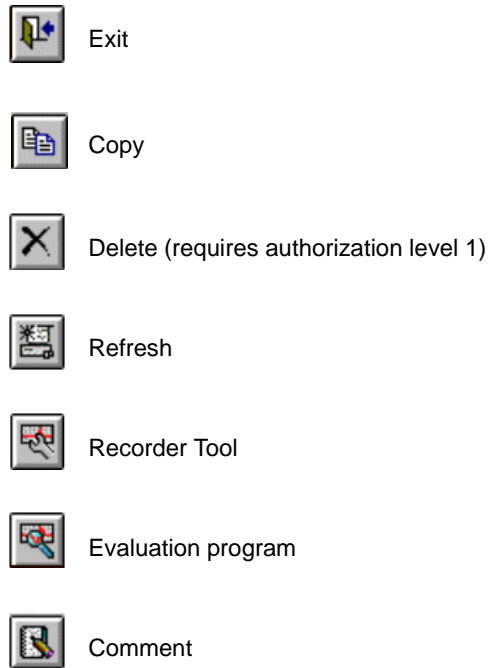 Exit
Copy
Delete (requires authorization level 1)
Refresh
Recorder Tool
Evaluation program
Comment